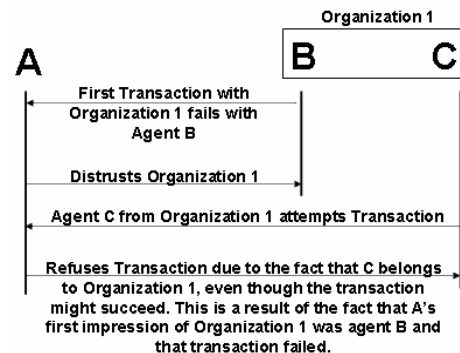 Organization 1
A
B C
First Transaction with
Organization 1 fails with
Agent B
Distrusts Organization 1
Agent C from Organization 1 attempts Transaction
Refuses Transaction due to the fact that C belongs
to Organization 1, even though the transaction
might succeed. This is a result of the fact that A's
first impression of Organization 1 was agent B and
that transaction failed.